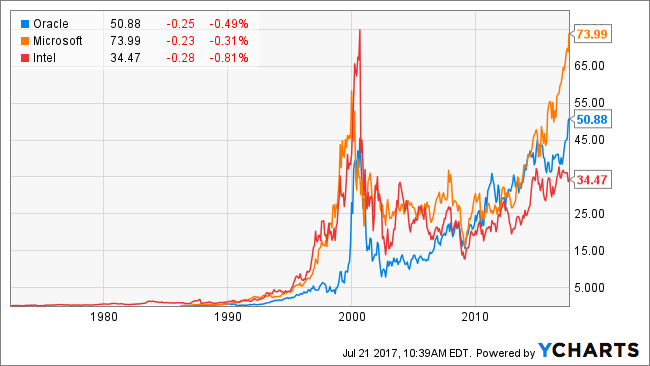 Oracle 50.88 -0.25 -0.49%
Microsoft 73.99 -0.23 -0.31%
Intel 34.47 -0.28 -0.81%
73.99
65.00
55.00
50.88
45.00
34.47
25.00
15.00
5.000
1980 1990 2000 2010
Jul 21 2017, 10:39AM EDT. Powered by YCHARTS